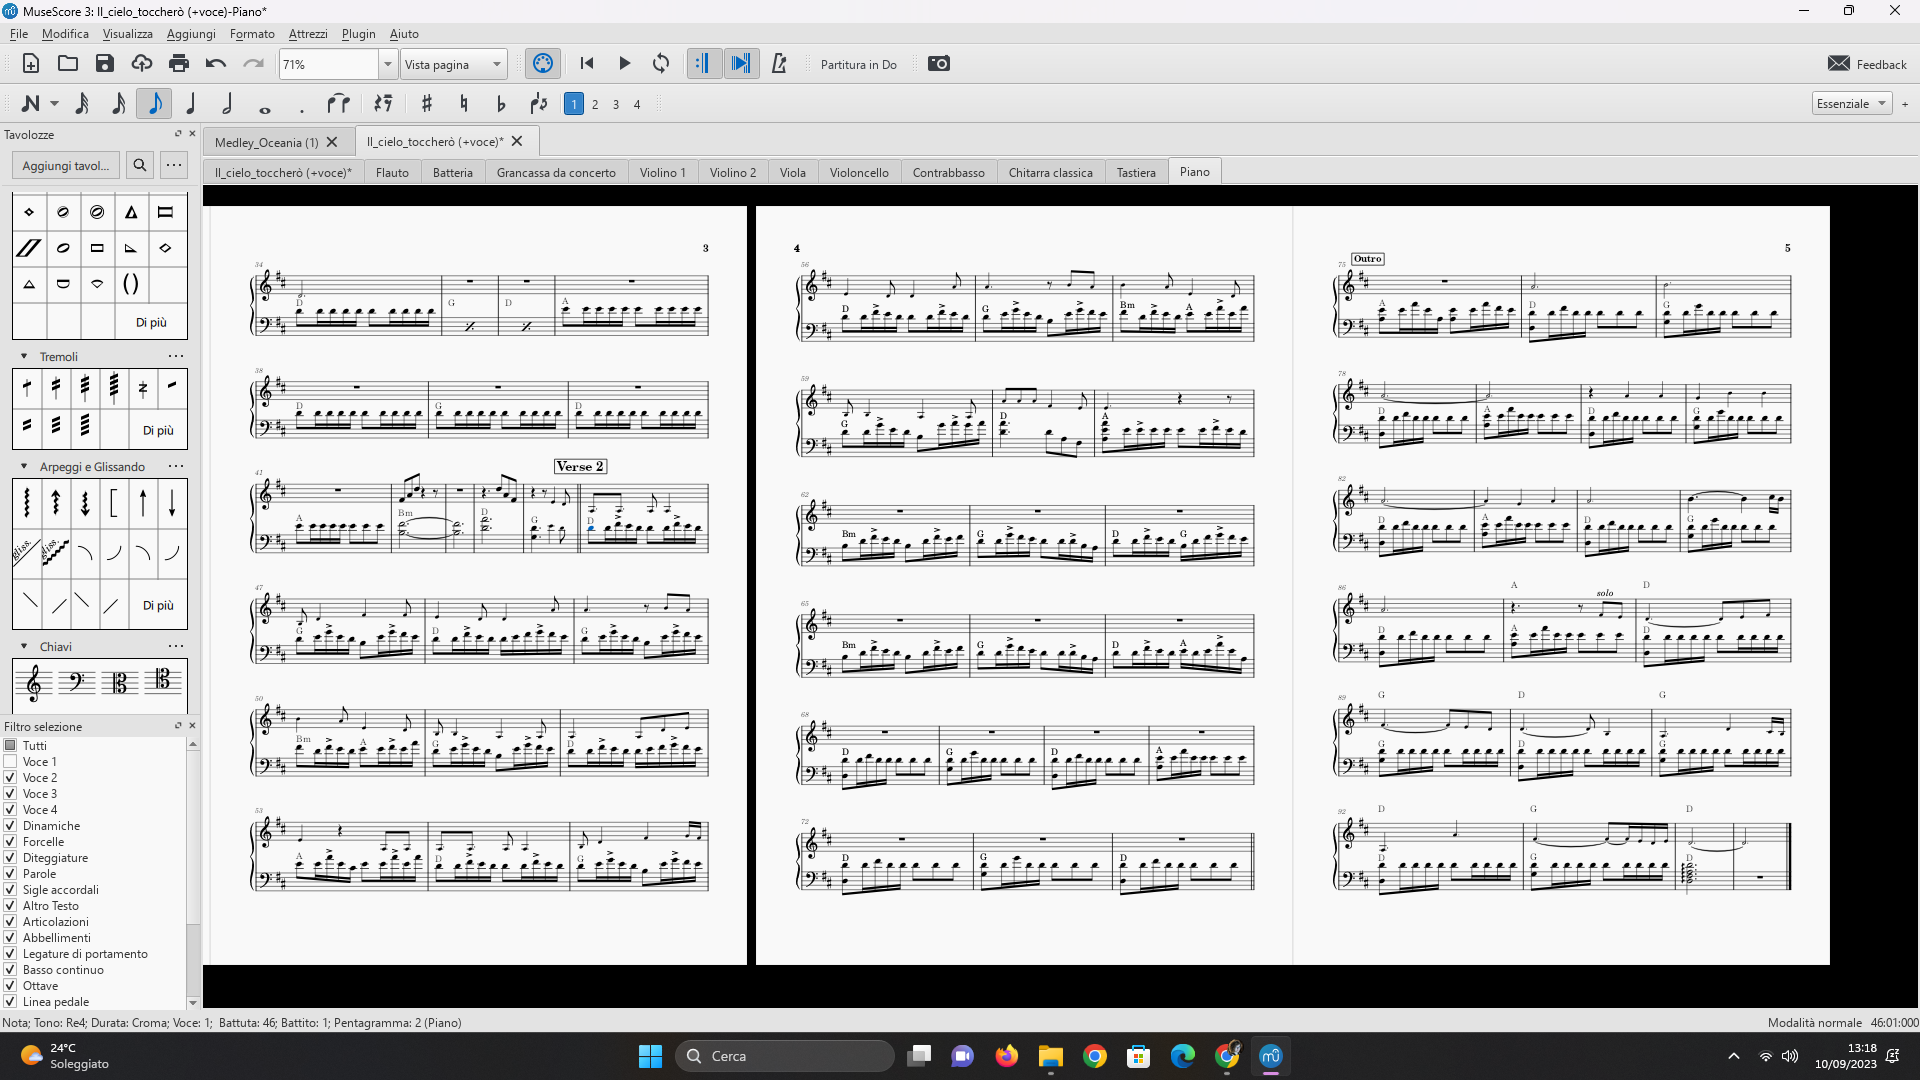 MuseScore 3: Il_cielo_toccherò (+voce)-Piano*
File Modifica Visualizza Aggiungi Formato Attrezzi Plugin Aiuto
71% Vista pagina Partitura in Do Feedback
1 2 3 4 Essenziale +
Tavolozze
Medley_Oceania (1) Il_cielo_toccherò (+voce)*
Aggiungi tavol... ...
Il_cielo_toccherò (+voce)* Flauto Batteria Grancassa da concerto Violino 1 Violino 2 Viola Violoncello Contrabbasso Chitarra classica Tastiera Piano
Di più
Tremoli ...
Di più
Arpeggi e Glissando ...
gliss. gliss.
Di più
Chiavi ...
Filtro selezione
Tutti
Voce 1
Voce 2
Voce 3
Voce 4
Dinamiche
Forcelle
Diteggiature
Parole
Sigle accordali
Altro Testo
Articolazioni
Abbellimenti
Legature di portamento
Basso continuo
Ottave
Linea pedale
3
34
D G D A
38
D G D
41
Verse 2
A Bm D G D
47
G D G
50
Bm A G D
53
A D G
4
56
D G Bm A
59
G D A
62
Bm G D G
65
Bm G D A
68
D G D A
72
D G D
5
Outro
75
A D G
78
D A D G
82
D A D G
86
A D
solo
D A D
89
G D G
G D G
92
D G D
D G D
Nota; Tono: Re4; Durata: Croma; Voce: 1; Battuta: 46; Battito: 1; Pentagramma: 2 (Piano)
Modalità normale 46:01:000
24°C
Soleggiato
Cerca
13:18
10/09/2023